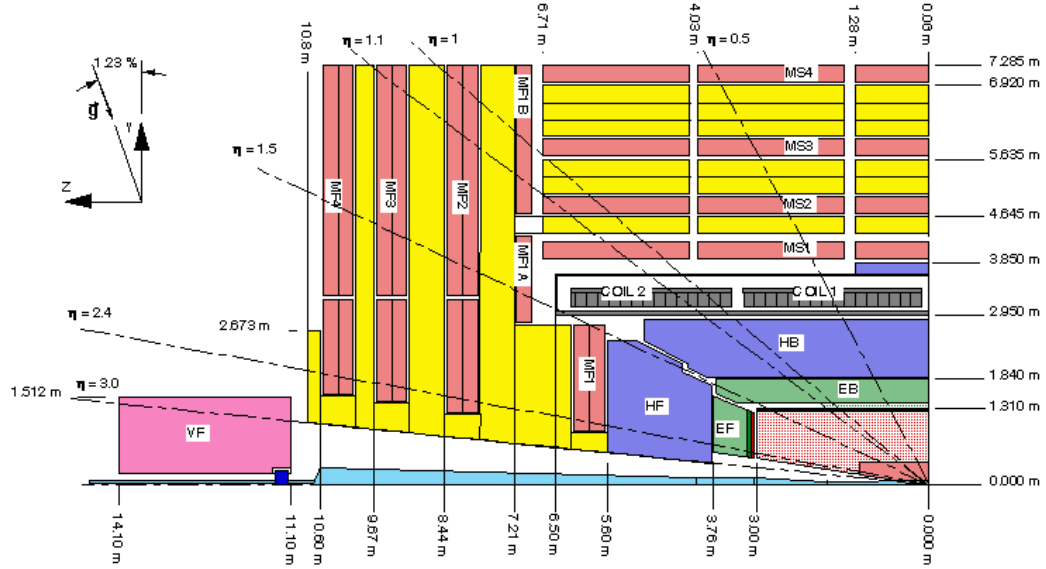 10.8 m
η = 1.1
η = 1
6.71 m
4.03 m
η = 0.5
1.28 m
0.00 m
1.23 %
g
Y
Z
7.285 m
MS4
6.920 m
MF1 B
η = 1.5
MS3
5.635 m
MF4
MF3
MF2
MS2
4.645 m
MF1 A
MS1
3.850 m
COIL 2
COIL 1
η = 2.4
2.950 m
2.673 m
HB
MF1
η = 3.0
1.840 m
1.512 m
EB
1.310 m
VF
HF
EF
0.000 m
14.10 m
11.10 m
10.60 m
9.67 m
8.44 m
7.21 m
6.50 m
5.60 m
3.76 m
3.00 m
0.000 m